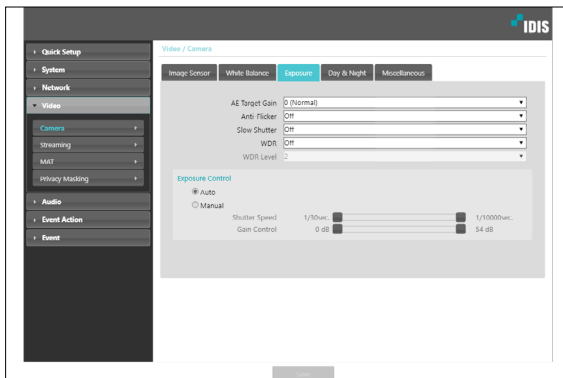 IDIS
Quick Setup
System
Network
Video
Camera
Streaming
MAT
Privacy Masking
Audio
Event Action
Event
Video / Camera
Image Sensor White Balance Exposure Day & Night Miscellaneous
AE Target Gain 0 (Normal)
Anti-Flicker Off
Slow Shutter Off
WDR Off
WDR Level 2
Exposure Control
Auto
Manual
Shutter Speed 1/30sec. 1/10000sec.
Gain Control 0 dB 54 dB
Save